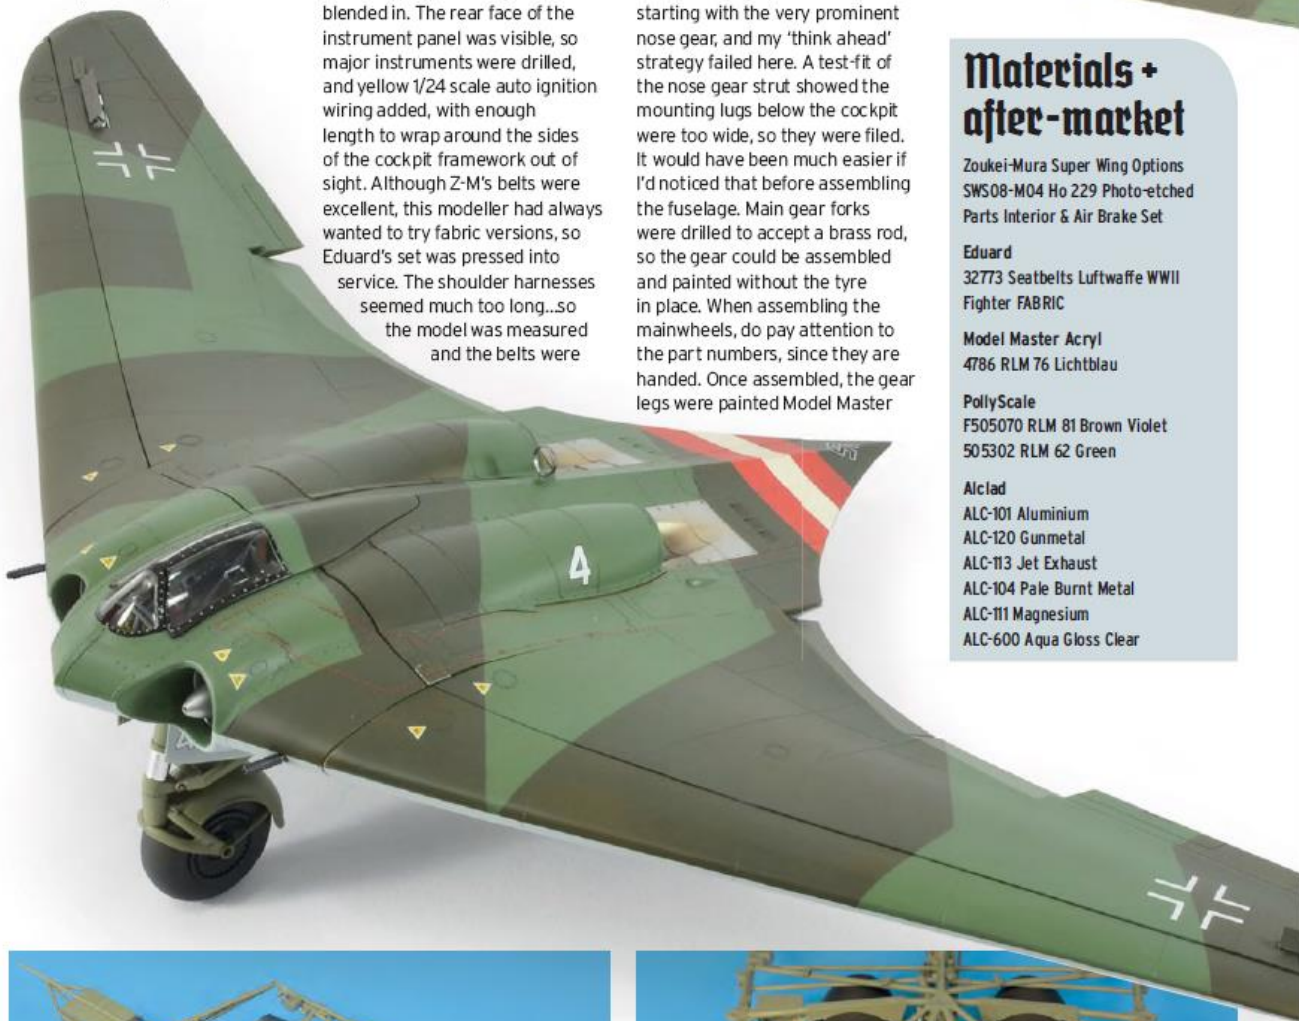 blended in. The rear face of the
instrument panel was visible, so
major instruments were drilled,
and yellow 1/24 scale auto ignition
wiring added, with enough
length to wrap around the sides
of the cockpit framework out of
sight. Although Z-M's belts were
excellent, this modeller had always
wanted to try fabric versions, so
Eduard's set was pressed into
service. The shoulder harnesses
seemed much too long...so
the model was measured
and the belts were
starting with the very prominent
nose gear, and my ‘think ahead’
strategy failed here. A test-fit of
the nose gear strut showed the
mounting lugs below the cockpit
were too wide, so they were filed.
It would have been much easier if
I'd noticed that before assembling
the fuselage. Main gear forks
were drilled to accept a brass rod,
so the gear could be assembled
and painted without the tyre
in place. When assembling the
mainwheels, do pay attention to
the part numbers, since they are
handed. Once assembled, the gear
legs were painted Model Master
Materials +
after-market
Zoukei-Mura Super Wing Options
SWS08-M04 Ho 229 Photo-etched
Parts Interior & Air Brake Set
Eduard
32773 Seatbelts Luftwaffe WWII
Fighter FABRIC
Model Master Acryl
4786 RLM 76 Lichtblau
PollyScale
F505070 RLM 81 Brown Violet
505302 RLM 62 Green
Alclad
ALC-101 Aluminium
ALC-120 Gunmetal
ALC-113 Jet Exhaust
ALC-104 Pale Burnt Metal
ALC-111 Magnesium
ALC-600 Aqua Gloss Clear
4
4